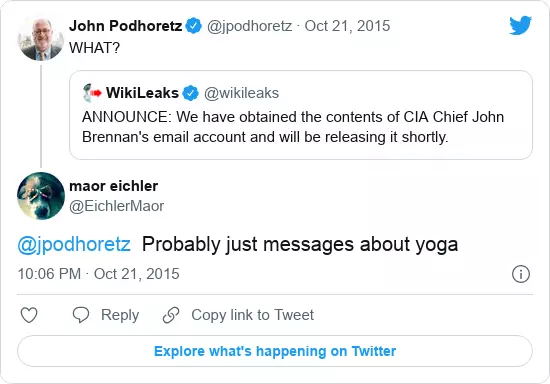 John Podhoretz @jpodhoretz · Oct 21, 2015
WHAT?
WikiLeaks @wikileaks
ANNOUNCE: We have obtained the contents of CIA Chief John
Brennan's email account and will be releasing it shortly.
maor eichler
@EichlerMaor
@jpodhoretz Probably just messages about yoga
10:06 PM · Oct 21, 2015
Reply Copy link to Tweet
Explore what's happening on Twitter